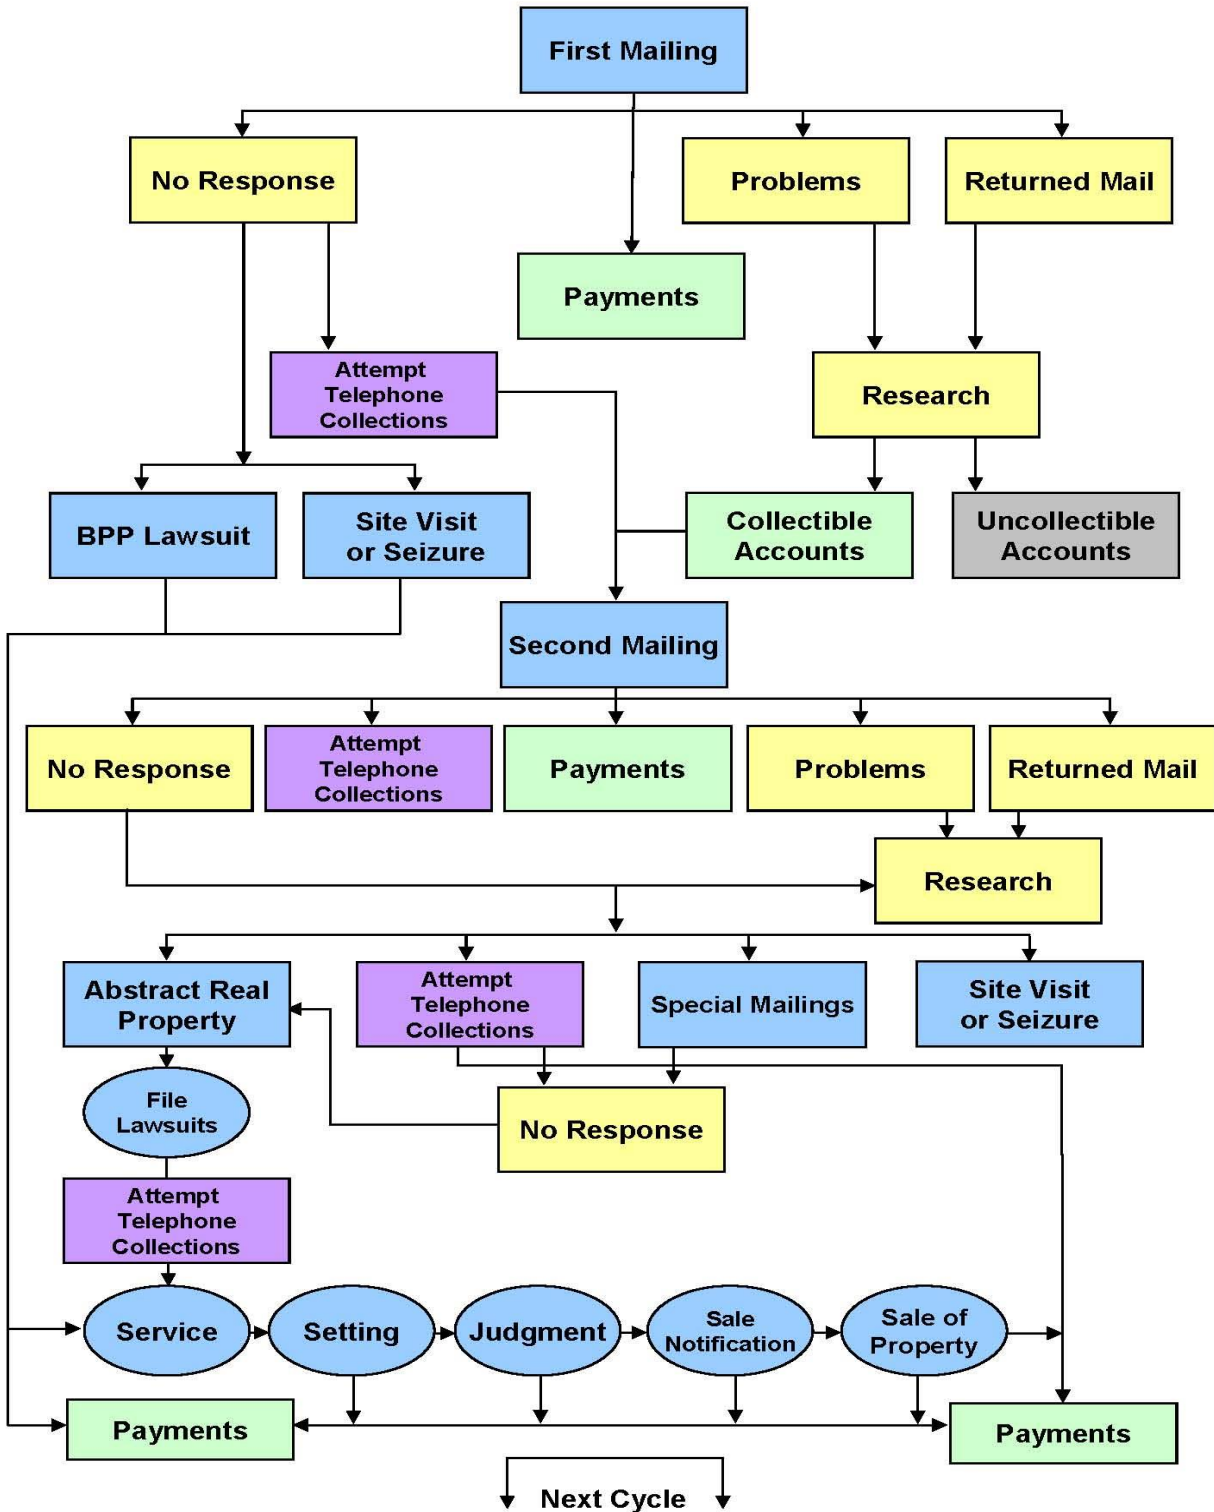 First Mailing
No Response
Problems
Returned Mail
Payments
Attempt
Telephone
Collections
Research
BPP Lawsuit
Site Visit
or Seizure
Collectible
Accounts
Uncollectible
Accounts
Second Mailing
No Response
Attempt
Telephone
Collections
Payments
Problems
Returned Mail
Research
Abstract Real
Property
Attempt
Telephone
Collections
Special Mailings
Site Visit
or Seizure
File
Lawsuits
No Response
Attempt
Telephone
Collections
Service
Setting
Judgment
Sale
Notification
Sale of
Property
Payments
Payments
Next Cycle